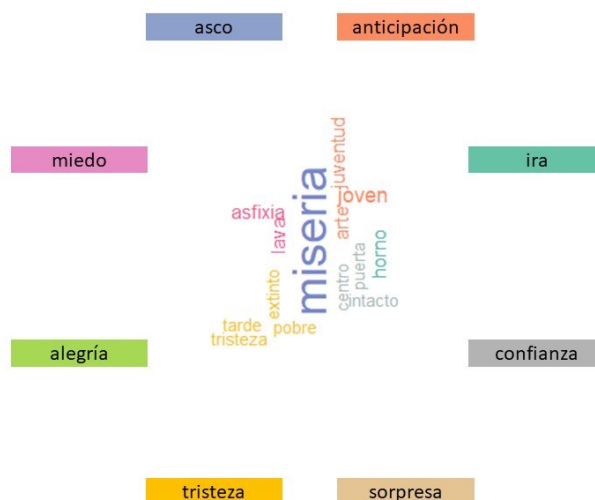 asco
anticipación
miedo
ira
juventud
miseria
joven
asfixia
arte
lava
horno
puerta
centro
intacto
extinto
tarde
pobre
tristeza
alegría
confianza
tristeza
sorpresa